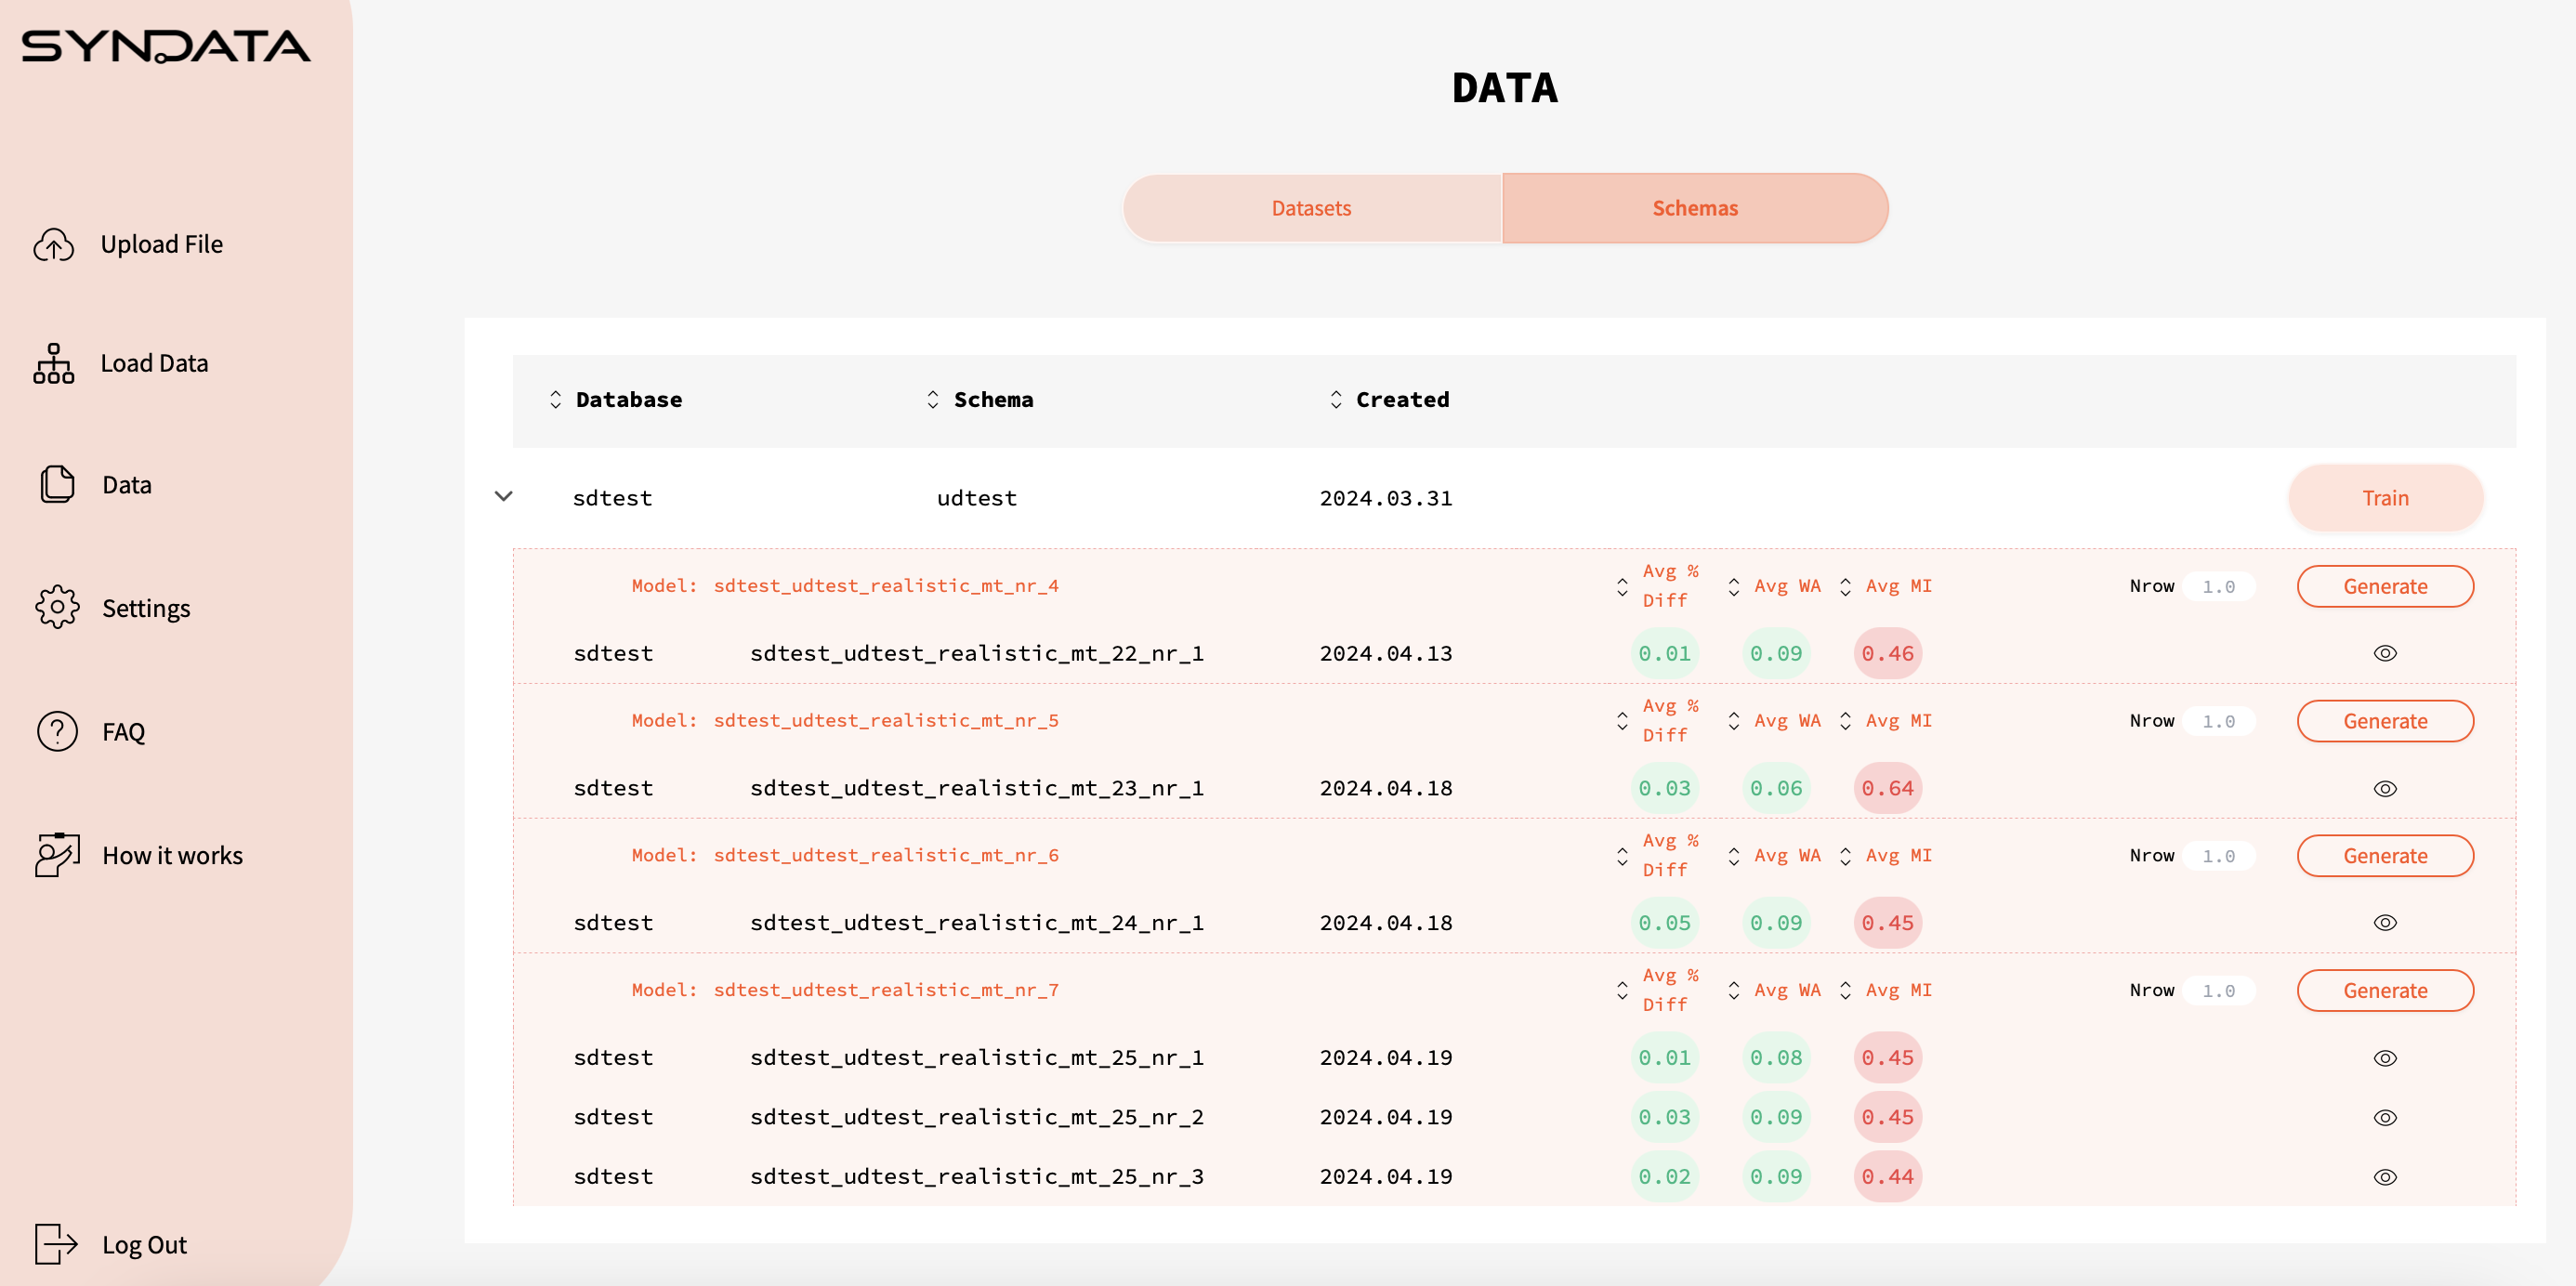 SYNDATA
Upload File
Load Data
Data
Settings
FAQ
How it works
Log Out
DATA
Datasets Schemas
Database Schema Created
sdtest udtest 2024.03.31 Train
Model: sdtest_udtest_realistic_mt_nr_4 Avg % Diff Avg WA Avg MI Nrow 1.0 Generate
sdtest sdtest_udtest_realistic_mt_22_nr_1 2024.04.13 0.01 0.09 0.46
Model: sdtest_udtest_realistic_mt_nr_5 Avg % Diff Avg WA Avg MI Nrow 1.0 Generate
sdtest sdtest_udtest_realistic_mt_23_nr_1 2024.04.18 0.03 0.06 0.64
Model: sdtest_udtest_realistic_mt_nr_6 Avg % Diff Avg WA Avg MI Nrow 1.0 Generate
sdtest sdtest_udtest_realistic_mt_24_nr_1 2024.04.18 0.05 0.09 0.45
Model: sdtest_udtest_realistic_mt_nr_7 Avg % Diff Avg WA Avg MI Nrow 1.0 Generate
sdtest sdtest_udtest_realistic_mt_25_nr_1 2024.04.19 0.01 0.08 0.45
sdtest sdtest_udtest_realistic_mt_25_nr_2 2024.04.19 0.03 0.09 0.45
sdtest sdtest_udtest_realistic_mt_25_nr_3 2024.04.19 0.02 0.09 0.44